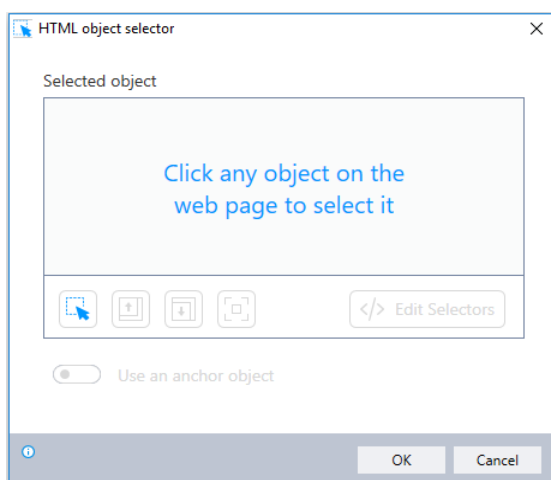 HTML object selector
Selected object
Click any object on the
web page to select it
</> Edit Selectors
Use an anchor object
OK Cancel